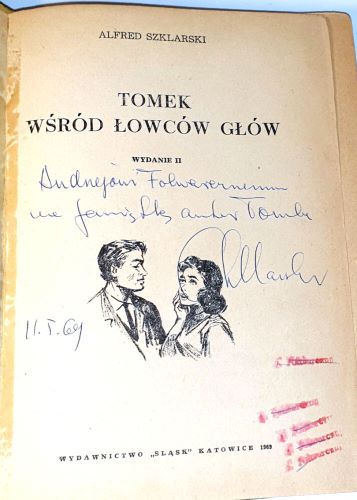 ALFRED SZKLARSKI
TOMEK
WŚRÓD ŁOWCÓW GŁÓW
WYDANIE II
Andrzejowi Folwarcznemu
na pamiątkę autor Tomka
Szklarski
11.I.69
WYDAWNICTWO „ŚLĄSK" KATOWICE 1969